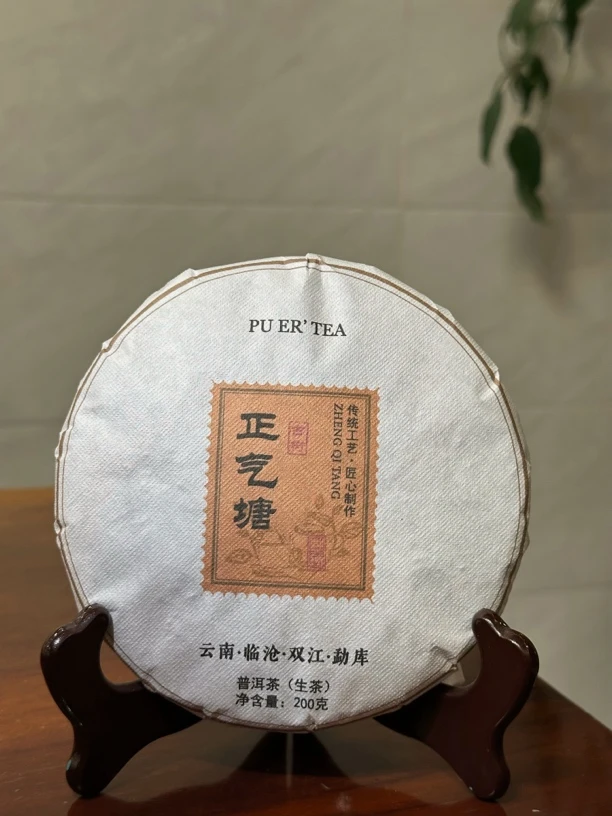 PU ER' TEA
正气塘
传统工艺·匠心制作
ZHENG QI TANG
云南·临沧·双江·勐库
普洱茶（生茶）
净含量：200克